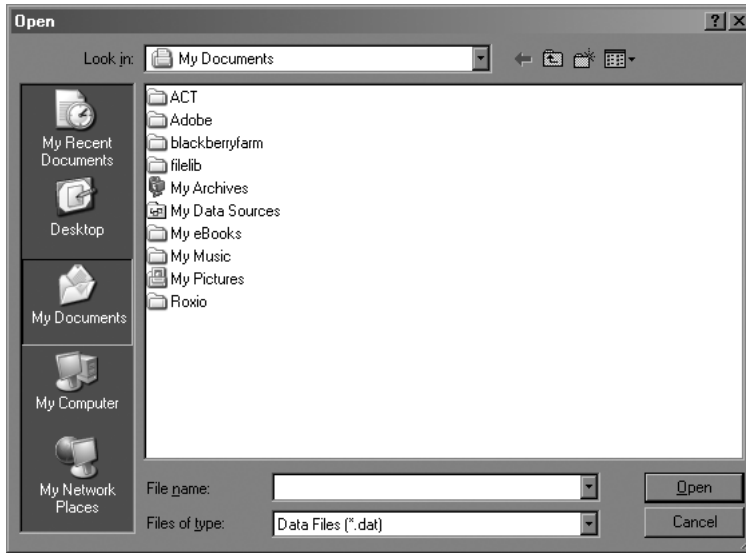 Open
Look in: My Documents
My Recent
Documents
Desktop
My Documents
My Computer
My Network
Places
ACT
Adobe
blackberryfarm
filelib
My Archives
My Data Sources
My eBooks
My Music
My Pictures
Roxio
File name:
Open
Files of type: Data Files (*.dat)
Cancel